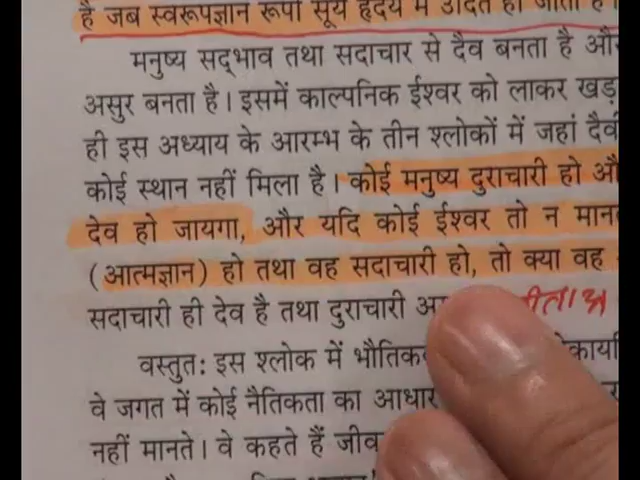 है जब स्वरूपज्ञान रूपी सूर्य हृदय में उदित हो जाता है।
मनुष्य सद्‌भाव तथा सदाचार से दैव बनता है और
असुर बनता है। इसमें काल्पनिक ईश्वर को लाकर खड़
ही इस अध्याय के आरम्भ के तीन श्लोकों में जहां दैवी
कोई स्थान नहीं मिला है। कोई मनुष्य दुराचारी हो औ
देव हो जायगा, और यदि कोई ईश्वर तो न मान
(आत्मज्ञान) हो तथा वह सदाचारी हो, तो क्या वह
सदाचारी ही देव है तथा दुराचारी
वस्तुतः इस श्लोक में
वे जगत में कोई नैतिकता का आधार
नहीं मानते। वे कहते हैं जीव